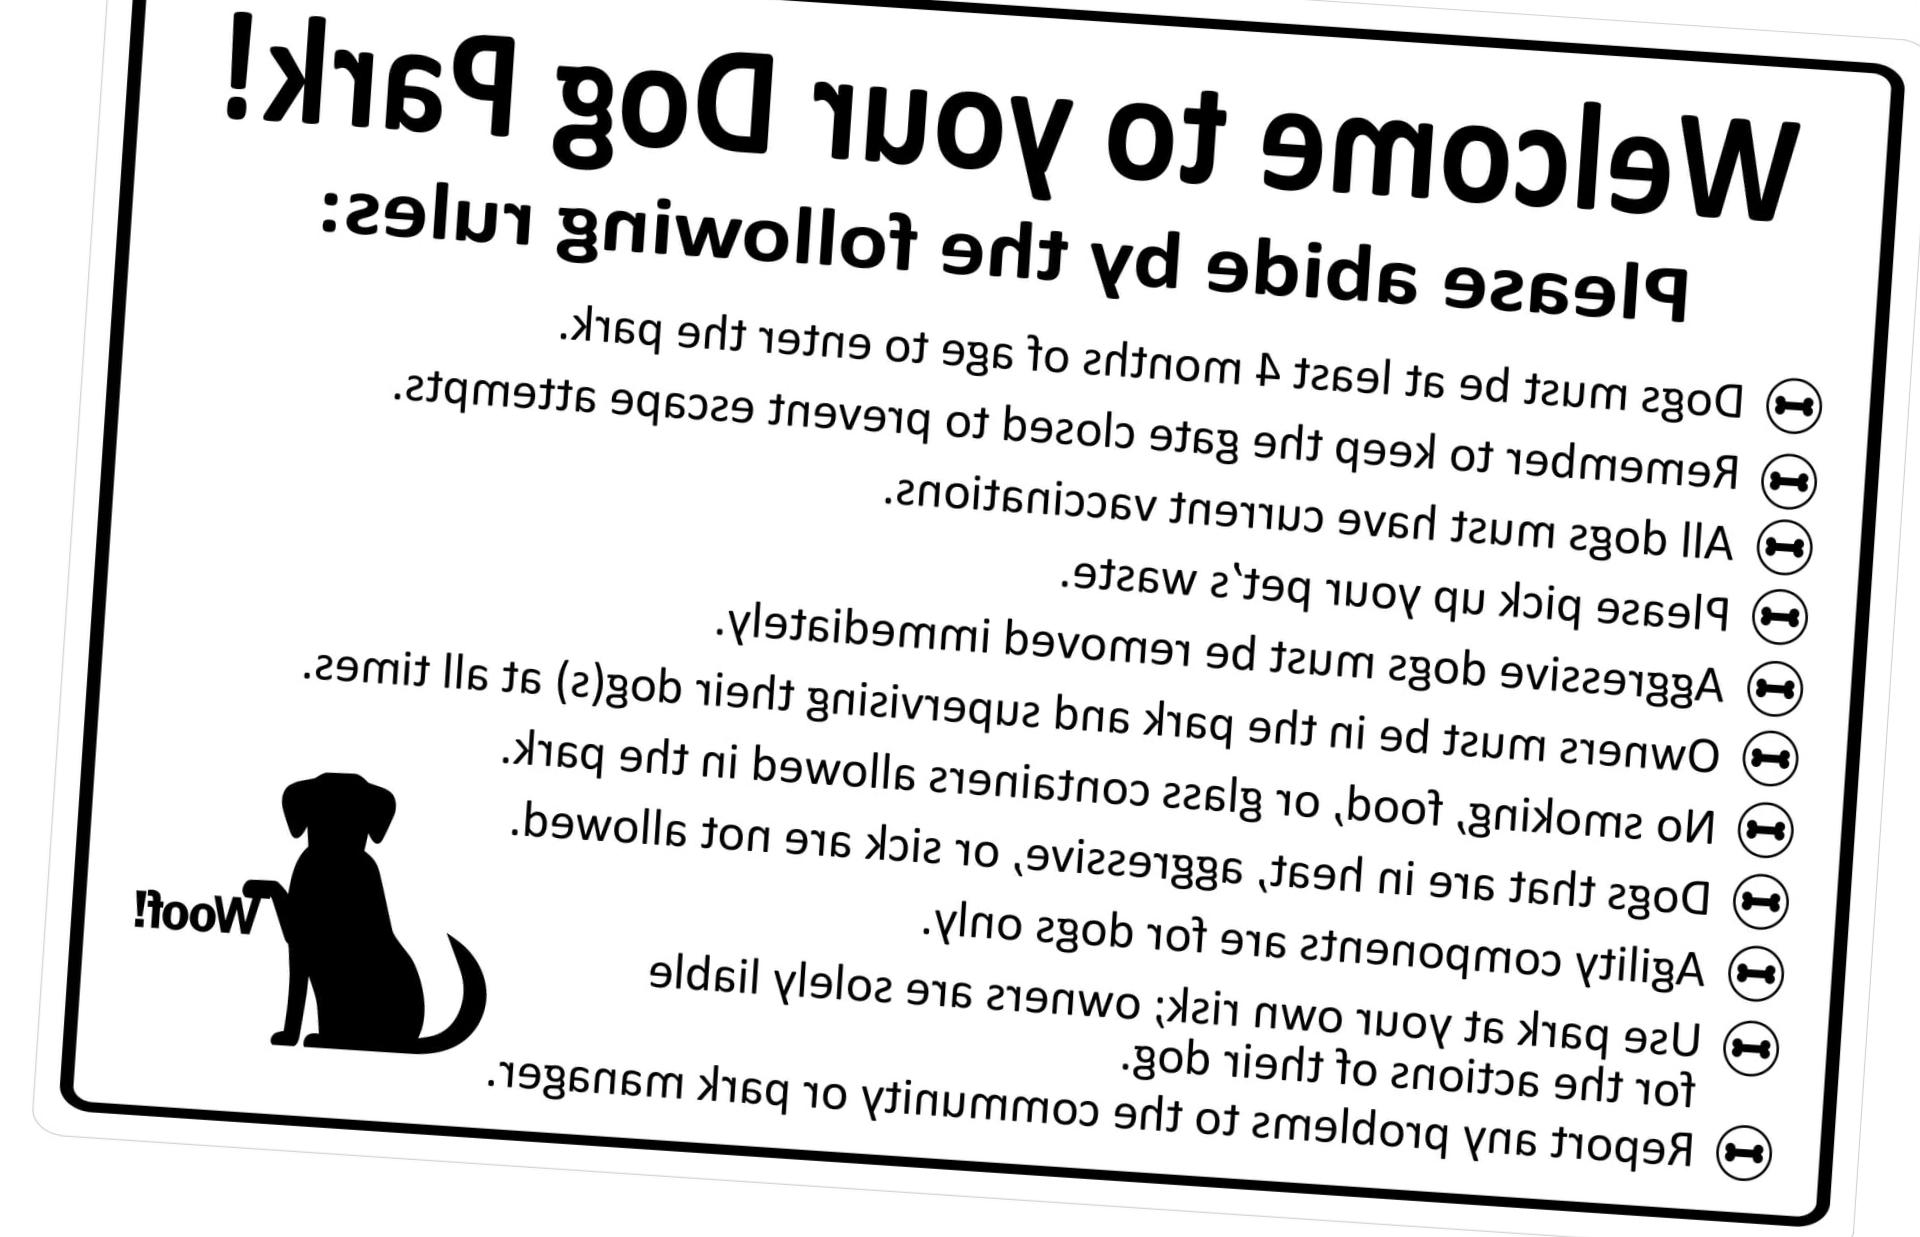 Welcome to your Dog Park!
Please abide by the following rules:
Dogs must be at least 4 months of age to enter the park.
Remember to keep the gate closed to prevent escape attempts.
All dogs must have current vaccinations.
Please pick up your pet's waste.
Aggressive dogs must be removed immediately.
Owners must be in the park and supervising their dog(s) at all times.
No smoking, food, or glass containers allowed in the park.
Dogs that are in heat, aggressive, or sick are not allowed.
Agility components are for dogs only.
Use park at your own risk; owners are solely liable
for the actions of their dog.
Report any problems to the community or park manager.
Woof!